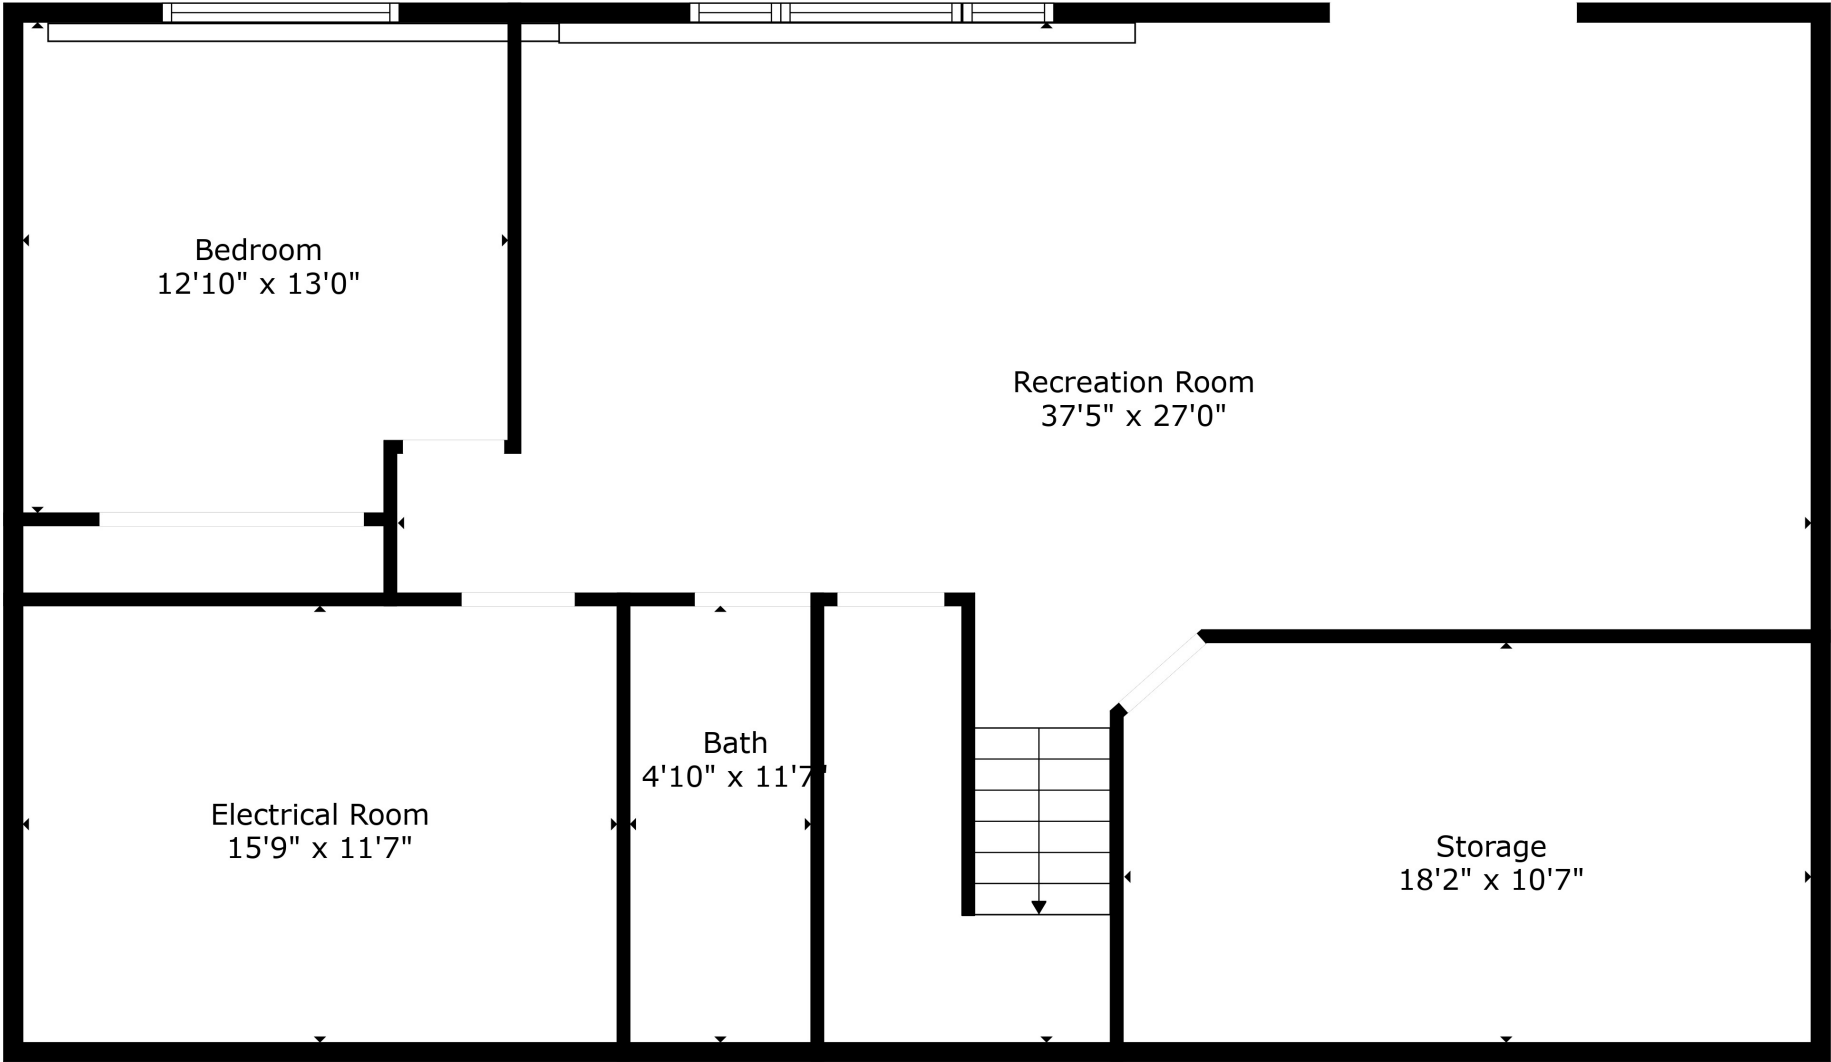 Bedroom
12'10" x 13'0"
Recreation Room
37'5" x 27'0"
Bath
4'10" x 11'7"
Electrical Room
15'9" x 11'7"
Storage
18'2" x 10'7"